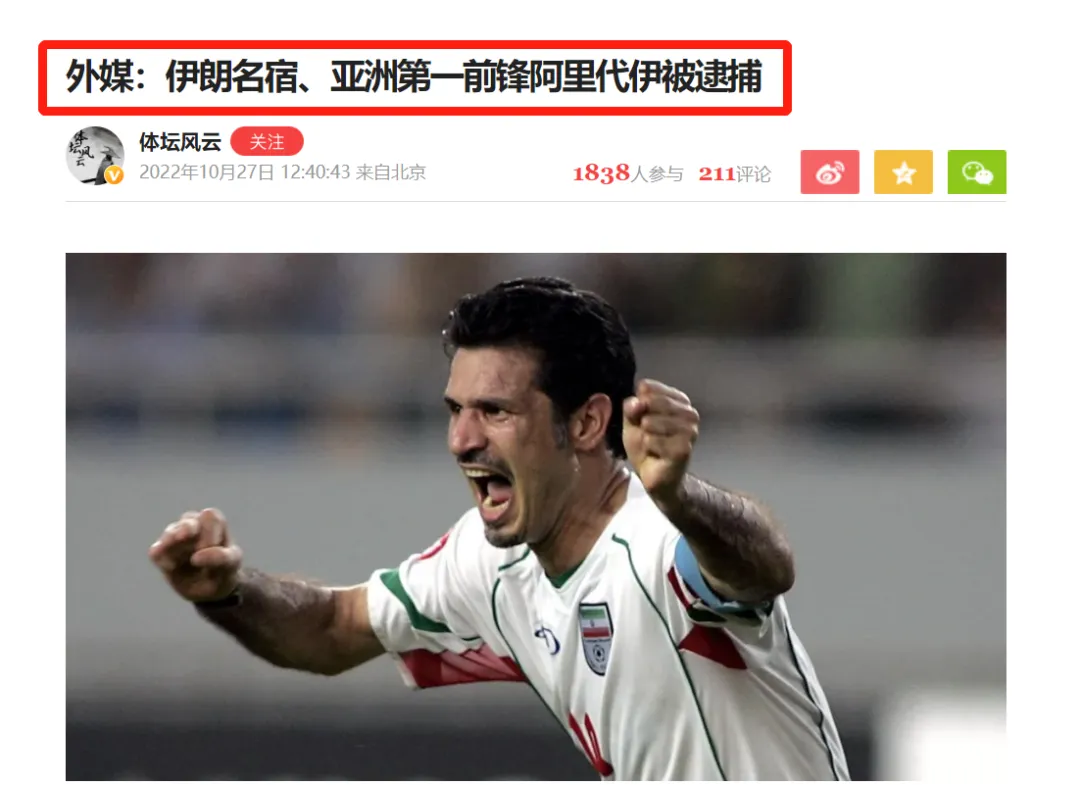 外媒：伊朗名宿、亚洲第一前锋阿里代伊被逮捕
体坛风云 关注
2022年10月27日 12:40:43 来自北京
1838人参与 211评论